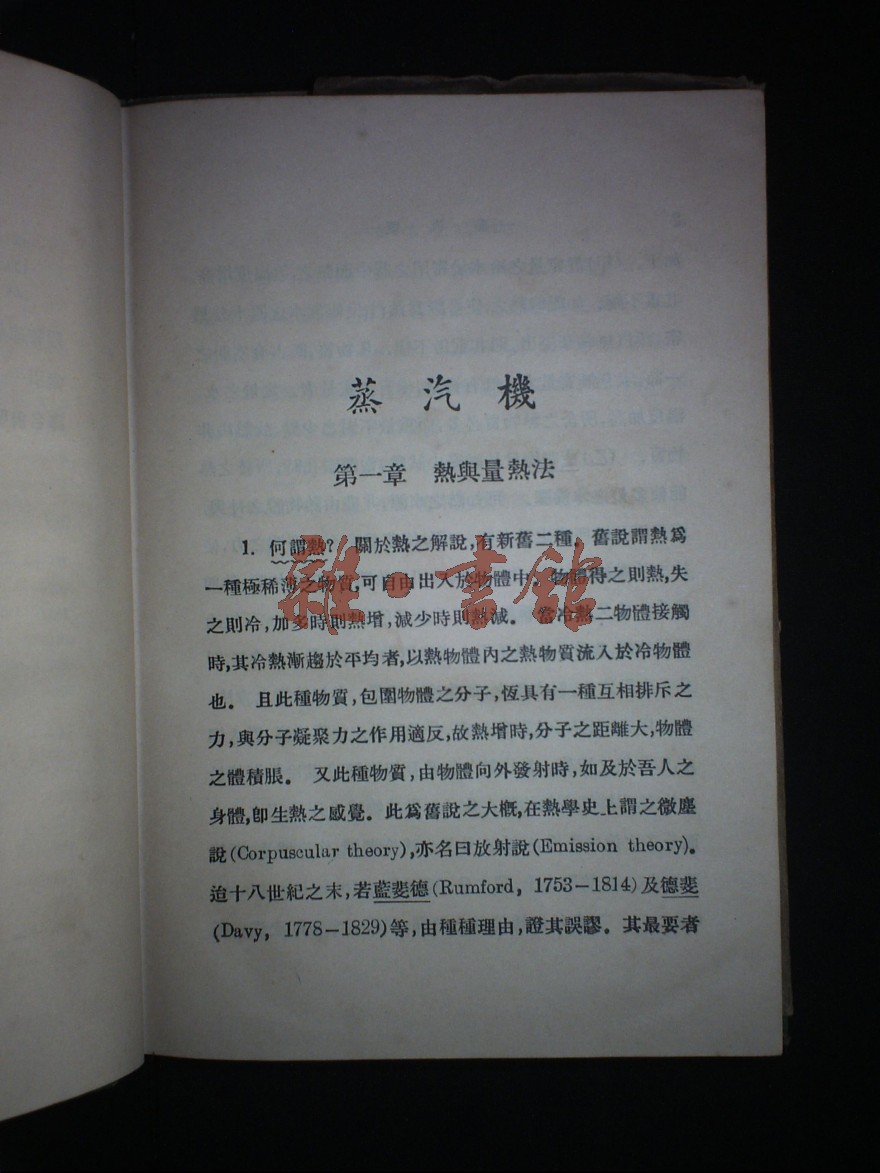 蒸汽機
第一章 熱與量熱法
1. 何謂熱? 關於熱之解說,有新舊二種。舊說謂熱爲
一種極稀薄之物質,可自由出入於物體中。物體得之則熱,失
之則冷,加多時則熱增,減少時則熱減。 當冷熱二物體接觸
時,其冷熱漸趨於平均者,以熱物體內之熱物質流入於冷物體
也。 且此種物質,包圍物體之分子,恆具有一種互相排斥之
力,與分子凝聚力之作用適反,故熱增時,分子之距離大,物體
之體積脹。 又此種物質,由物體向外發射時,如及於吾人之
身體,卽生熱之感覺。此爲舊說之大槪,在熱學史上謂之微塵
說(Corpuscular theory),亦名曰放射說(Emission theory)。
迨十八世紀之末,若藍斐德(Rumford, 1753–1814)及德斐
(Davy, 1778–1829)等,由種種理由,證其誤謬。其最要者
雜·書館